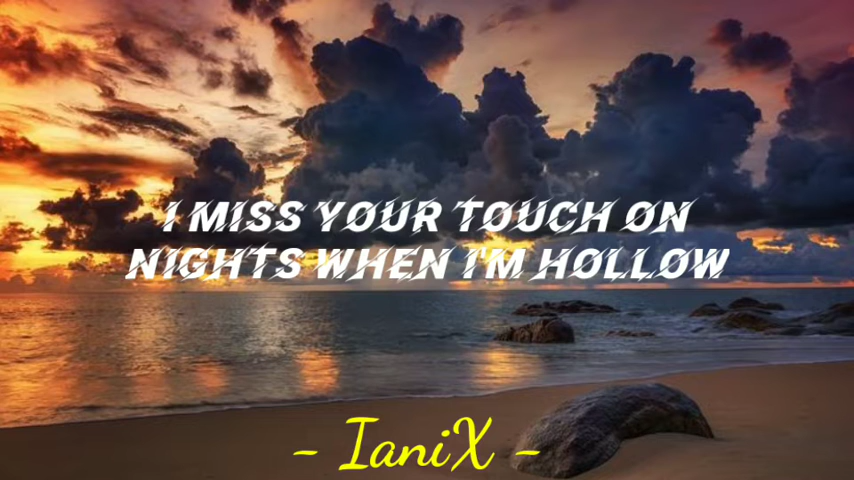 I MISS YOUR TOUCH ON
NIGHTS WHEN I'M HOLLOW
- IaniX -